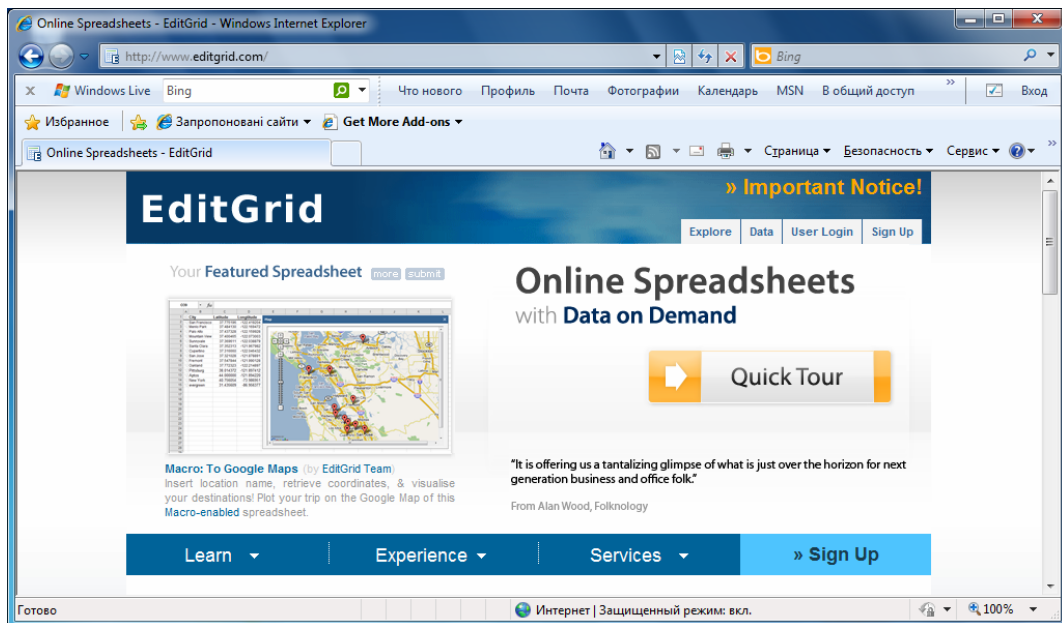 Online Spreadsheets - EditGrid - Windows Internet Explorer
http://www.editgrid.com/ Bing
x Windows Live Bing Что нового Профиль Почта Фотографии Календарь MSN В общий доступ » Вход
Избранное Запропоновані сайти Get More Add-ons
Online Spreadsheets - EditGrid Страница Безопасность Сервис »
» Important Notice!
EditGrid
Explore Data User Login Sign Up
Your Featured Spreadsheet more submit
Online Spreadsheets
with Data on Demand
Quick Tour
Macro: To Google Maps (by EditGrid Team)
Insert location name, retrieve coordinates, & visualise
your destinations! Plot your trip on the Google Map of this
Macro-enabled spreadsheet.
"It is offering us a tantalizing glimpse of what is just over the horizon for next
generation business and office folk."
From Alan Wood, Folknology
Learn Experience Services » Sign Up
Готово Интернет | Защищенный режим: вкл. 100%